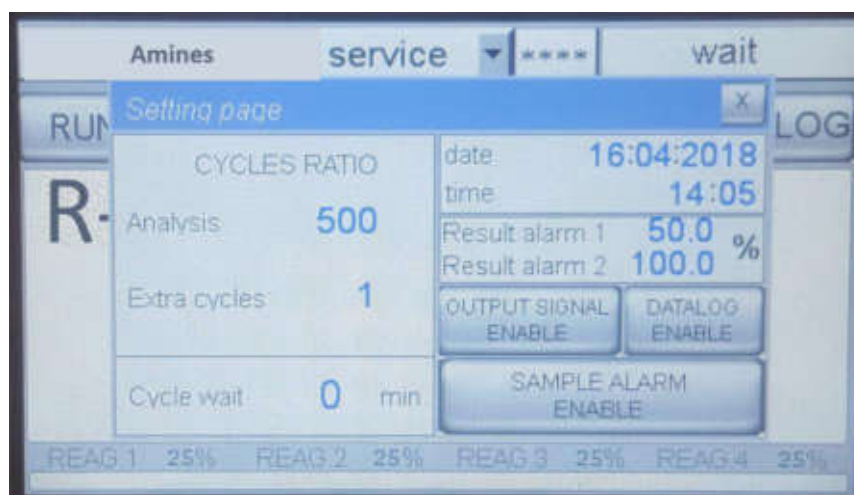 Amines service **** wait
RUN LOG
Setting page X
R-
CYCLES RATIO
Analysis 500
Extra cycles 1
Cycle wait 0 min
date 16:04:2018
time 14:05
Result alarm 1 50.0 %
Result alarm 2 100.0
OUTPUT SIGNAL
ENABLE
DATALOG
ENABLE
SAMPLE ALARM
ENABLE
REAG 1 25% REAG 2 25% REAG 3 25% REAG 4 25%